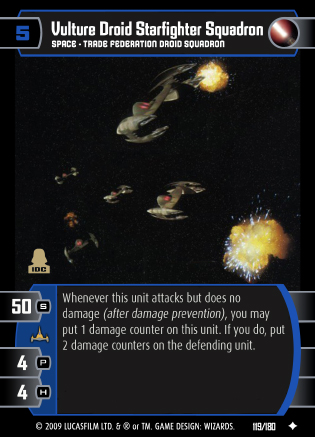 5
Vulture Droid Starfighter Squadron
SPACE - TRADE FEDERATION DROID SQUADRON
IDC
50 S
Whenever this unit attacks but does no
damage (after damage prevention), you may
put 1 damage counter on this unit. If you do, put
2 damage counters on the defending unit.
4 P
4 H
© 2009 LUCASFILM LTD. & ® or TM. GAME DESIGN: WIZARDS. 119/180